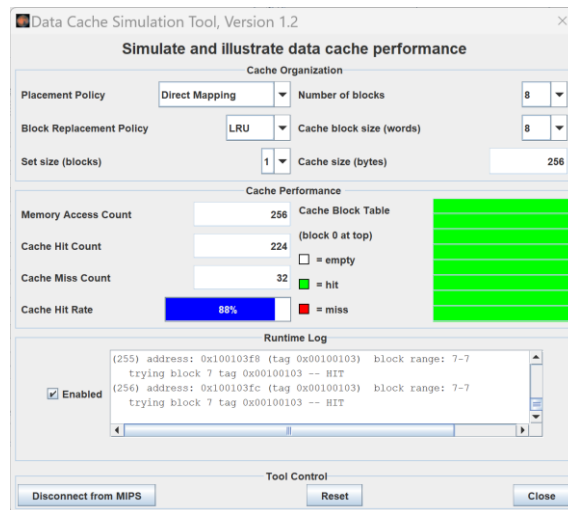 Data Cache Simulation Tool, Version 1.2
Simulate and illustrate data cache performance
Cache Organization
Placement Policy Direct Mapping Number of blocks 8
Block Replacement Policy LRU Cache block size (words) 8
Set size (blocks) 1 Cache size (bytes) 256
Cache Performance
Memory Access Count 256 Cache Block Table
(block 0 at top)
Cache Hit Count 224
= empty
= hit
Cache Miss Count 32
Cache Hit Rate 88% = miss
Runtime Log
Enabled
(255) address: 0x100103f8 (tag 0x00100103) block range: 7-7
trying block 7 tag 0x00100103 -- HIT
(256) address: 0x100103fc (tag 0x00100103) block range: 7-7
trying block 7 tag 0x00100103 -- HIT
Tool Control
Disconnect from MIPS Reset Close